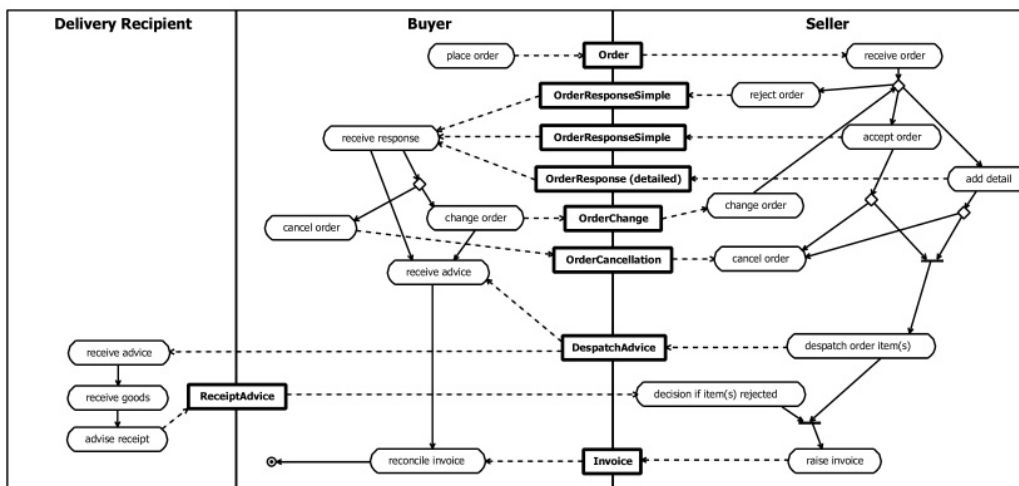 Delivery Recipient Buyer Seller
place order Order receive order
OrderResponseSimple reject order
receive response OrderResponseSimple accept order
OrderResponse (detailed) add detail
cancel order change order OrderChange change order
OrderCancellation cancel order
receive advice
receive advice DespatchAdvice despatch order item(s)
receive goods ReceiptAdvice decision if item(s) rejected
advise receipt
reconcile invoice Invoice raise invoice